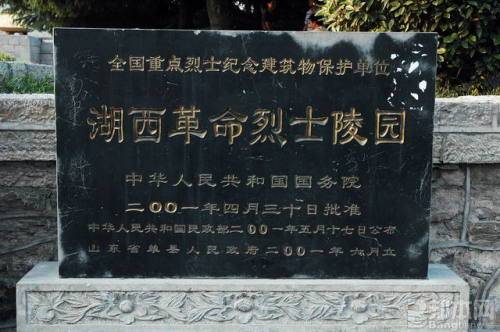 全国重点烈士纪念建筑物保护单位
湖西革命烈士陵园
中华人民共和国国务院
二〇〇一年四月三十日批准
中华人民共和国民政部二〇〇一年五月十七日公布
山东省单县人民政府二〇〇一年六月立